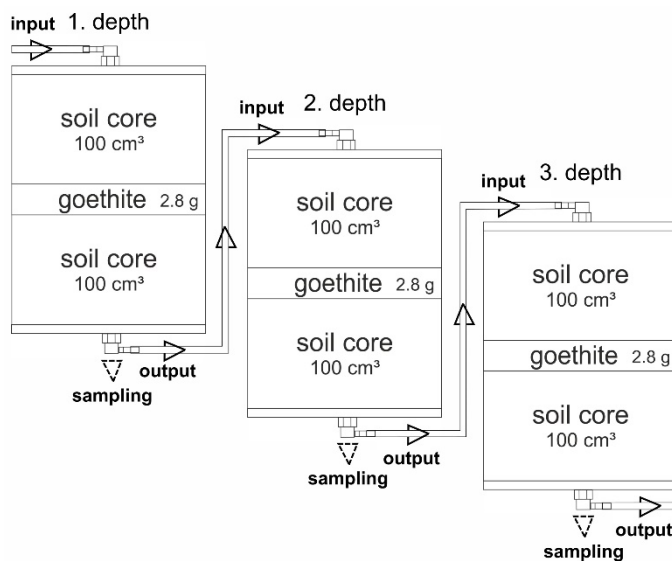 input 1. depth
soil core
100 cm³
goethite 2.8 g
soil core
100 cm³
output
sampling
input 2. depth
soil core
100 cm³
goethite 2.8 g
soil core
100 cm³
output
sampling
input 3. depth
soil core
100 cm³
goethite 2.8 g
soil core
100 cm³
output
sampling